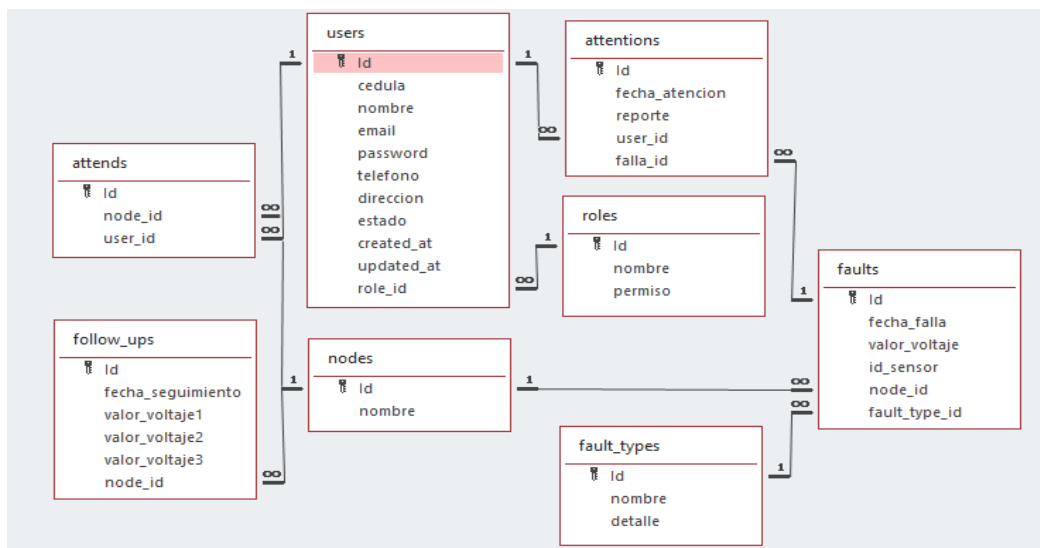 users
Id
cedula
nombre
email
password
telefono
direccion
estado
created_at
updated_at
role_id
attentions
Id
fecha_atencion
reporte
user_id
falla_id
attends
Id
node_id
user_id
roles
Id
nombre
permiso
faults
Id
fecha_falla
valor_voltaje
id_sensor
node_id
fault_type_id
follow_ups
Id
fecha_seguimiento
valor_voltaje1
valor_voltaje2
valor_voltaje3
node_id
nodes
Id
nombre
fault_types
Id
nombre
detalle
1
1
∞
∞
∞
∞
1
∞
1
1
1
∞
∞
∞
1